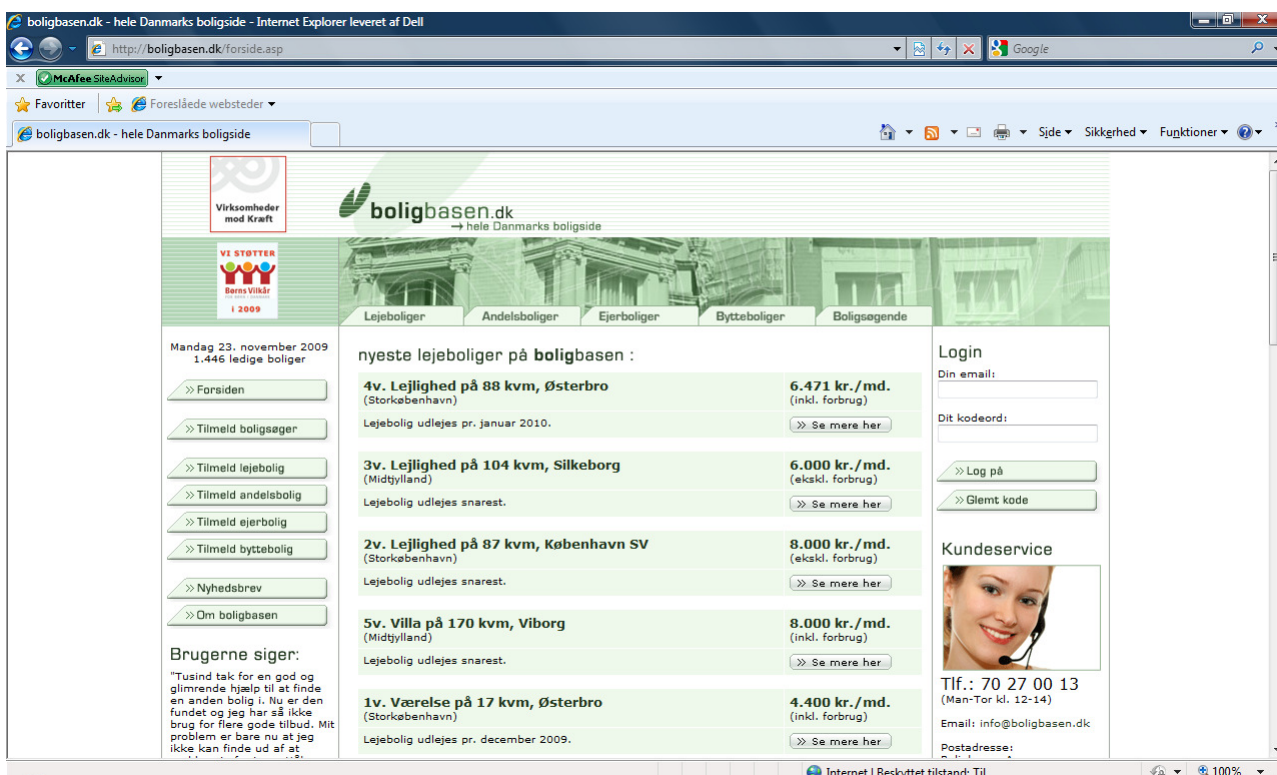 boligbasen.dk - hele Danmarks boligside - Internet Explorer leveret af Dell
http://boligbasen.dk/forside.asp
Google
X McAfee SiteAdvisor
Favoritter
Foreslåede websteder
boligbasen.dk - hele Danmarks boligside
Side
Sikkerhed
Funktioner
Virksomheder
mod Kræft
boligbasen.dk
hele Danmarks boligside
VI STØTTER
Børns Vilkår
I 2009
Lejeboliger
Andelsboliger
Ejerboliger
Bytteboliger
Boligsøgende
Mandag 23. november 2009
1.446 ledige boliger
» Forsiden
» Tilmeld boligsøger
» Tilmeld lejebolig
» Tilmeld andelsbolig
» Tilmeld ejerbolig
» Tilmeld byttebolig
» Nyhedsbrev
» Om boligbasen
Brugerne siger:
"Tusind tak for en god og
glimrende hjælp til at finde
en anden bolig i. Nu er den
fundet og jeg har så ikke
brug for flere gode tilbud. Mit
problem er bare nu at jeg
ikke kan finde ud af at
nyeste lejeboliger på boligbasen :
4v. Lejlighed på 88 kvm, Østerbro
(Storkøbenhavn)
6.471 kr./md.
(inkl. forbrug)
Lejebolig udlejes pr. januar 2010.
» Se mere her
3v. Lejlighed på 104 kvm, Silkeborg
(Midtjylland)
6.000 kr./md.
(ekskl. forbrug)
Lejebolig udlejes snarest.
» Se mere her
2v. Lejlighed på 87 kvm, København SV
(Storkøbenhavn)
8.000 kr./md.
(ekskl. forbrug)
Lejebolig udlejes snarest.
» Se mere her
5v. Villa på 170 kvm, Viborg
(Midtjylland)
8.000 kr./md.
(inkl. forbrug)
Lejebolig udlejes snarest.
» Se mere her
1v. Værelse på 17 kvm, Østerbro
(Storkøbenhavn)
4.400 kr./md.
(inkl. forbrug)
Lejebolig udlejes pr. december 2009.
» Se mere her
Login
Din email:
Dit kodeord:
» Log på
» Glemt kode
Kundeservice
Tlf.: 70 27 00 13
(Man-Tor kl. 12-14)
Email: info@boligbasen.dk
Postadresse:
Internet | Beskyttet tilstand: Til
100%